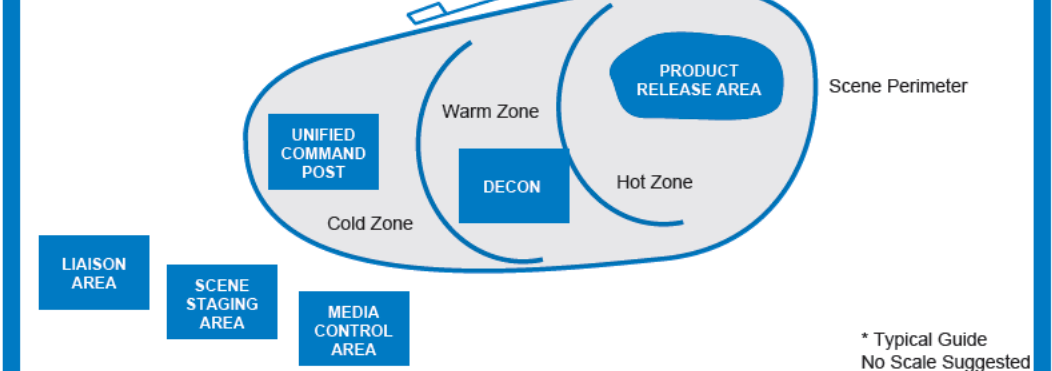 PRODUCT
RELEASE AREA
Scene Perimeter
Warm Zone
UNIFIED
COMMAND
POST
DECON
Hot Zone
Cold Zone
LIAISON
AREA
SCENE
STAGING
AREA
MEDIA
CONTROL
AREA
* Typical Guide
No Scale Suggested